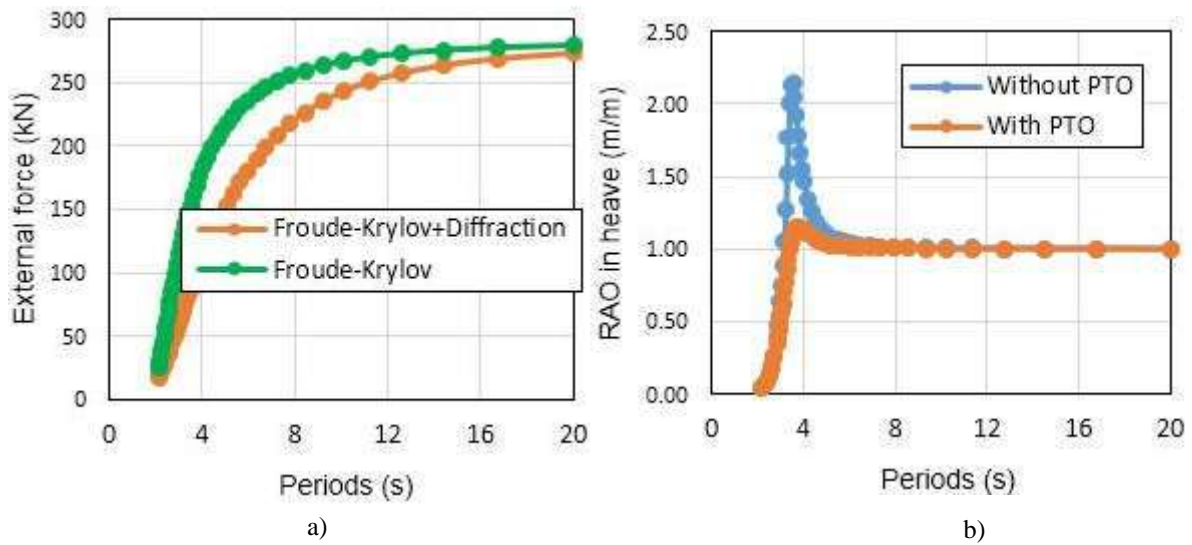 300
250
200
150
100
50
0
External force (kN)
Froude-Krylov+Diffraction
Froude-Krylov
0 4 8 12 16 20
Periods (s)
a)
2.50
2.00
1.50
1.00
0.50
0.00
RAO in heave (m/m)
Without PTO
With PTO
0 4 8 12 16 20
Periods (s)
b)